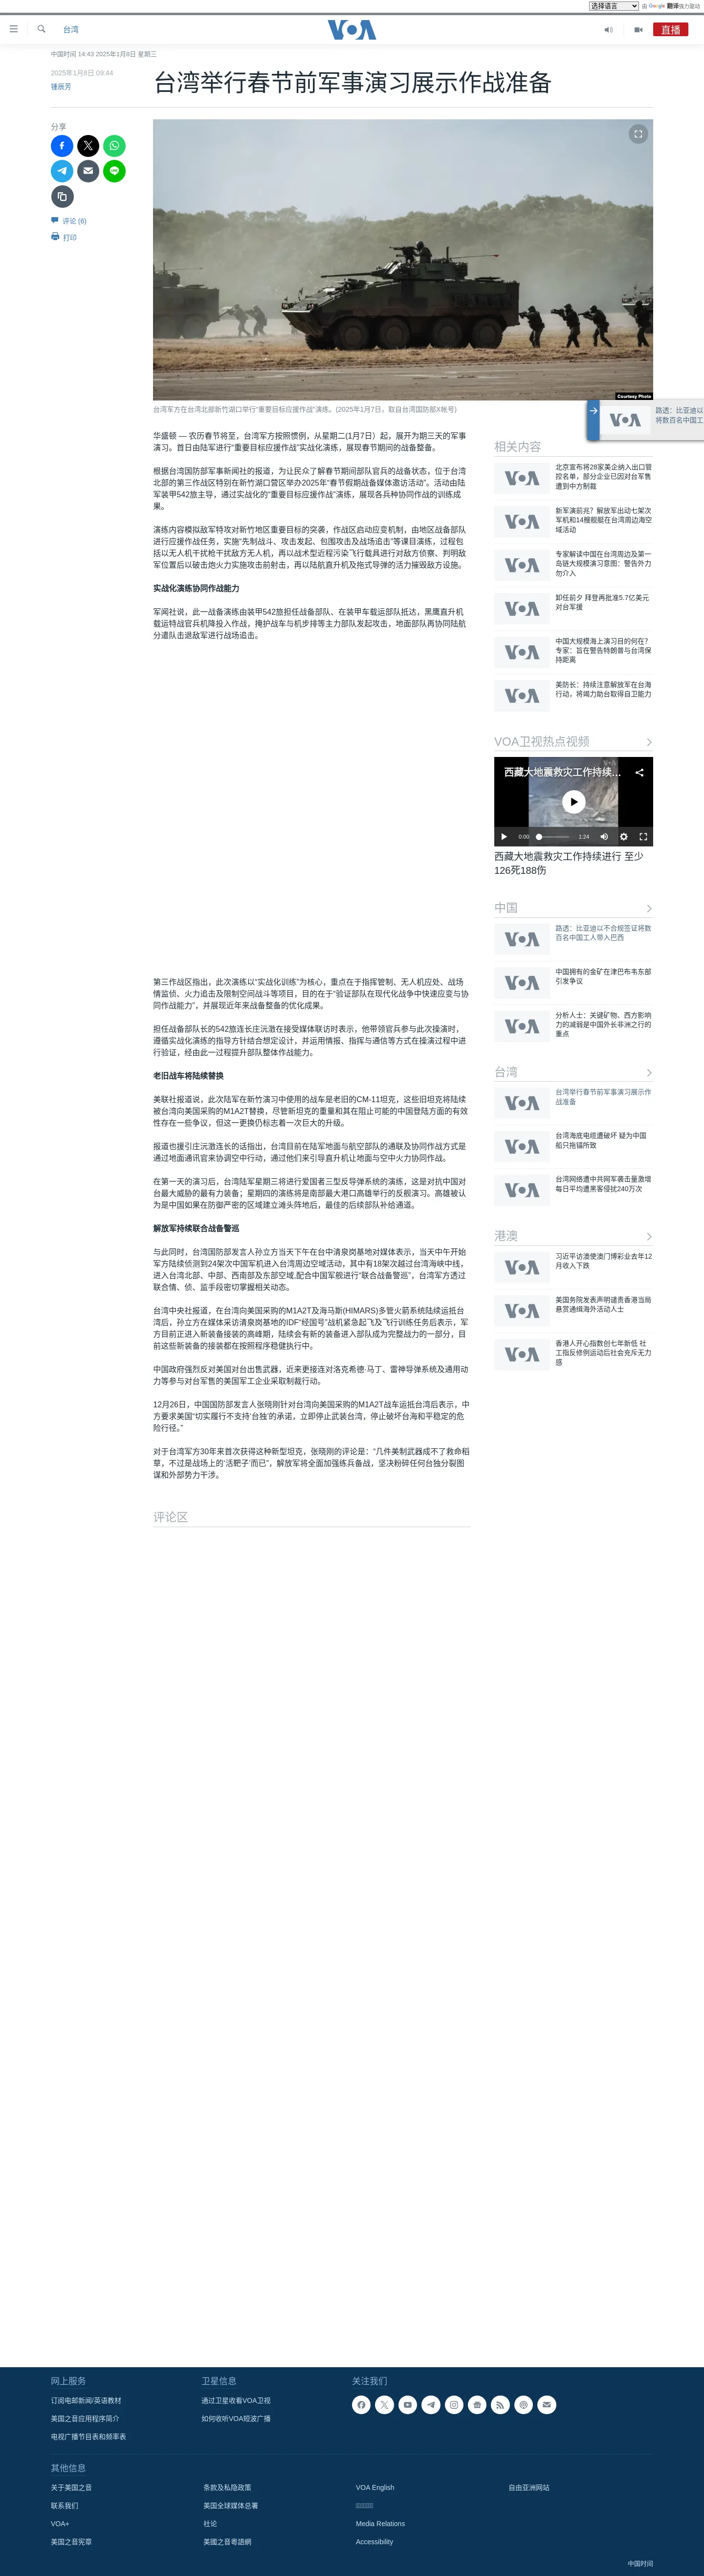 选择语言
由 Google 翻译强力驱动
台湾
VOA
直播
中国时间 14:43 2025年1月8日 星期三
2025年1月8日 09:44
锺辰芳
台湾举行春节前军事演习展示作战准备
分享
评论 (6)
打印
Courtesy Photo
台湾军方在台湾北部新竹湖口举行“重要目标应援作战”演练。(2025年1月7日，取自台湾国防部X帐号)
华盛顿 — 农历春节将至，台湾军方按照惯例，从星期二(1月7日）起，展开为期三天的军事
演习。首日由陆军进行“重要目标应援作战”实战化演练，展现春节期间的战备整备。
根据台湾国防部军事新闻社的报道，为让民众了解春节期间部队官兵的战备状态，位于台湾
北部的第三作战区特别在新竹湖口营区举办2025年“春节假期战备媒体邀访活动”。活动由陆
军装甲542旅主导，通过实战化的“重要目标应援作战”演练，展现各兵种协同作战的训练成
果。
演练内容模拟敌军特攻对新竹地区重要目标的突袭，作战区启动应变机制，由地区战备部队
进行应援作战任务，实施“先制战斗、攻击发起、包围攻击及战场追击”等课目演练，过程包
括以无人机干扰枪干扰敌方无人机，再以战术型近程污染飞行载具进行对敌方侦察、判明敌
军位置后以破击炮火力实施攻击前射击，再以陆航直升机及拖式导弹的活力摧毁敌方设施。
实战化演练协同作战能力
军闻社说，此一战备演练由装甲542旅担任战备部队、在装甲车载运部队抵达，黑鹰直升机
载运特战官兵机降投入作战，掩护战车与机步排等主力部队发起攻击，地面部队再协同陆航
分遣队击退敌军进行战场追击。
第三作战区指出，此次演练以“实战化训练”为核心，重点在于指挥管制、无人机应处、战场
情监侦、火力追击及限制空间战斗等项目，目的在于“验证部队在现代化战争中快速应变与协
同作战能力”，并展现近年来战备整备的优化成果。
担任战备部队长的542旅连长庄沅澂在接受媒体联访时表示，他带领官兵参与此次操演时，
遵循实战化演练的指导方针结合想定设计，并运用情报、指挥与通信等方式在操演过程中进
行验证，经由此一过程提升部队整体作战能力。
老旧战车将陆续替换
美联社报道说，此次陆军在新竹演习中使用的战车是老旧的CM-11坦克，这些旧坦克将陆续
被台湾向美国采购的M1A2T替换，尽管新坦克的重量和其在阻止可能的中国登陆方面的有效
性存在一些争议，但这一更换仍标志着一次巨大的升级。
报道也援引庄沅澂连长的话指出，台湾目前在陆军地面与航空部队的通联及协同作战方式是
通过地面通讯官来协调空中行动，通过他们来引导直升机让地面与空中火力协同作战。
在第一天的演习后，台湾陆军星期三将进行爱国者三型反导弹系统的演练，这是对抗中国对
台最大威胁的最有力装备；星期四的演练将是南部最大港口高雄举行的反舰演习。高雄被认
为是中国如果在防御严密的区域建立滩头阵地后，最佳的后续部队补给通道。
解放军持续联合战备警巡
与此同时，台湾国防部发言人孙立方当天下午在台中清泉岗基地对媒体表示，当天中午开始
军方陆续侦测到24架次中国军机进入台湾周边空域活动，其中有18架次越过台湾海峡中线，
进入台湾北部、中部、西南部及东部空域,配合中国军舰进行“联合战备警巡”，台湾军方透过
联合情、侦、监手段密切掌握相关动态。
台湾中央社报道，在台湾向美国采购的M1A2T及海马斯(HIMARS)多管火箭系统陆续运抵台
湾后，孙立方在媒体采访清泉岗基地的IDF“经国号”战机紧急起飞及飞行训练任务后表示，军
方目前正进入新装备接装的高峰期，陆续会有新的装备进入部队成为完整战力的一部分，目
前这些新装备的接装都在按照程序稳健执行中。
中国政府强烈反对美国对台出售武器，近来更接连对洛克希德·马丁、雷神导弹系统及通用动
力等参与对台军售的美国军工企业采取制裁行动。
12月26日，中国国防部发言人张晓刚针对台湾向美国采购的M1A2T战车运抵台湾后表示，中
方要求美国“切实履行不支持‘台独’的承诺，立即停止武装台湾，停止破坏台海和平稳定的危
险行径。”
对于台湾军方30年来首次获得这种新型坦克，张晓刚的评论是：“几件美制武器成不了救命稻
草，不过是战场上的‘活靶子’而已”，解放军将全面加强练兵备战，坚决粉碎任何台独分裂图
谋和外部势力干涉。
评论区
路透：比亚迪以
将数百名中国工
相关内容
北京宣布将28家美企纳入出口管
控名单，部分企业已因对台军售
遭到中方制裁
新军演前兆？解放军出动七架次
军机和14艘舰艇在台湾周边海空
域活动
专家解读中国在台湾周边及第一
岛链大规模演习意图：警告外力
勿介入
卸任前夕 拜登再批准5.7亿美元
对台军援
中国大规模海上演习目的何在？
专家：旨在警告特朗普与台湾保
持距离
美防长：持续注意解放军在台海
行动，将竭力助台取得自卫能力
VOA卫视热点视频
西藏大地震救灾工作持续…
0:00
1:24
西藏大地震救灾工作持续进行 至少
126死188伤
中国
路透：比亚迪以不合规签证将数
百名中国工人带入巴西
中国拥有的金矿在津巴布韦东部
引发争议
分析人士：关键矿物、西方影响
力的减弱是中国外长非洲之行的
重点
台湾
台湾举行春节前军事演习展示作
战准备
台湾海底电缆遭破坏 疑为中国
船只拖锚所致
台湾网络遭中共网军袭击量激增
每日平均遭黑客侵扰240万次
港澳
习近平访澳使澳门博彩业去年12
月收入下跌
美国务院发表声明谴责香港当局
悬赏通缉海外活动人士
香港人开心指数创七年新低 社
工指反修例运动后社会充斥无力
感
网上服务
订阅电邮新闻/英语教材
美国之音应用程序简介
电视广播节目表和频率表
卫星信息
通过卫星收看VOA卫视
如何收听VOA短波广播
关注我们
其他信息
关于美国之音
联系我们
VOA+
美国之音宪章
条款及私隐政策
美国全球媒体总署
社论
美國之音粵語網
VOA English
Media Relations
Accessibility
自由亚洲网站
中国时间